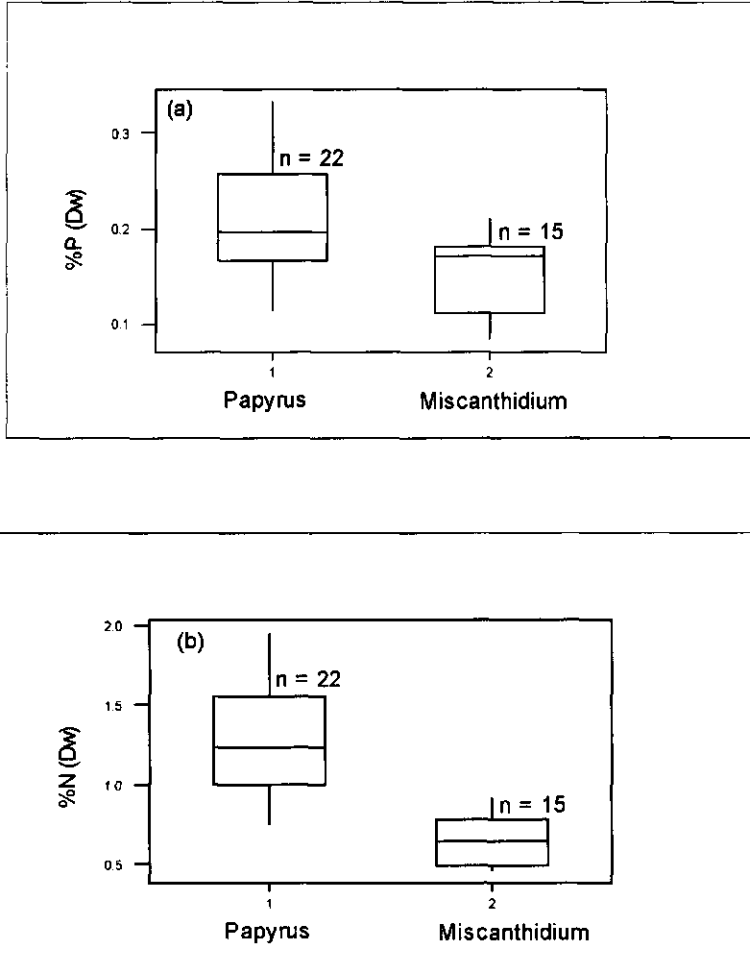 (a)
0.3
n = 22
%P (Dw)
0.2
n = 15
0.1
1
2
Papyrus
Miscanthidium
2.0
(b)
n = 22
1.5
%N (Dw)
1.0
n = 15
0.5
1
2
Papyrus
Miscanthidium